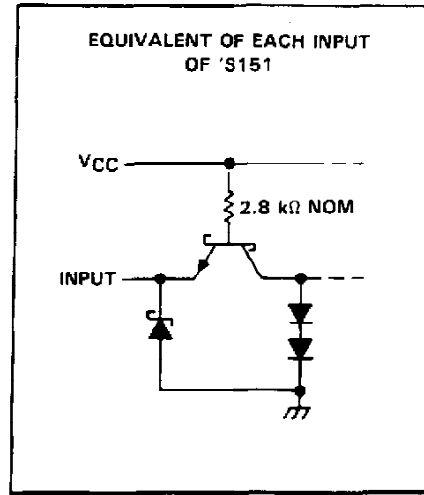 EQUIVALENT OF EACH INPUT
OF 'S151
VCC
2.8 kΩ NOM
INPUT